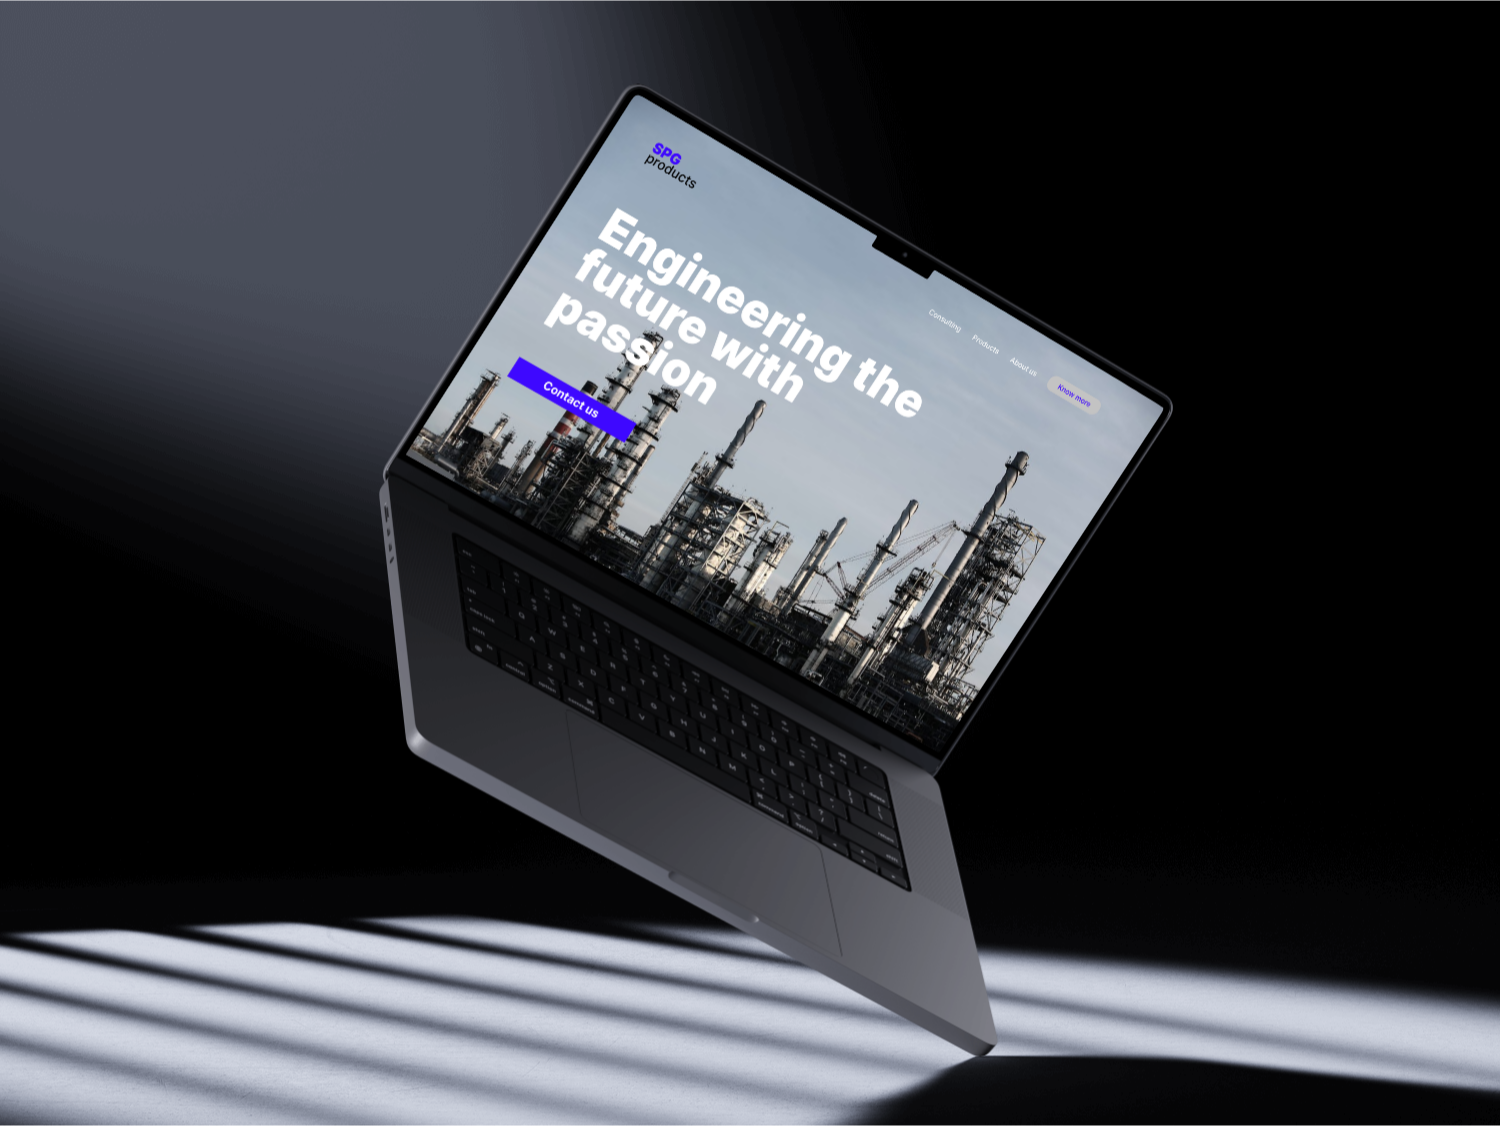 SPG
products
Consulting
Products
About us
Know more
Engineering the
future with
passion
Contact us